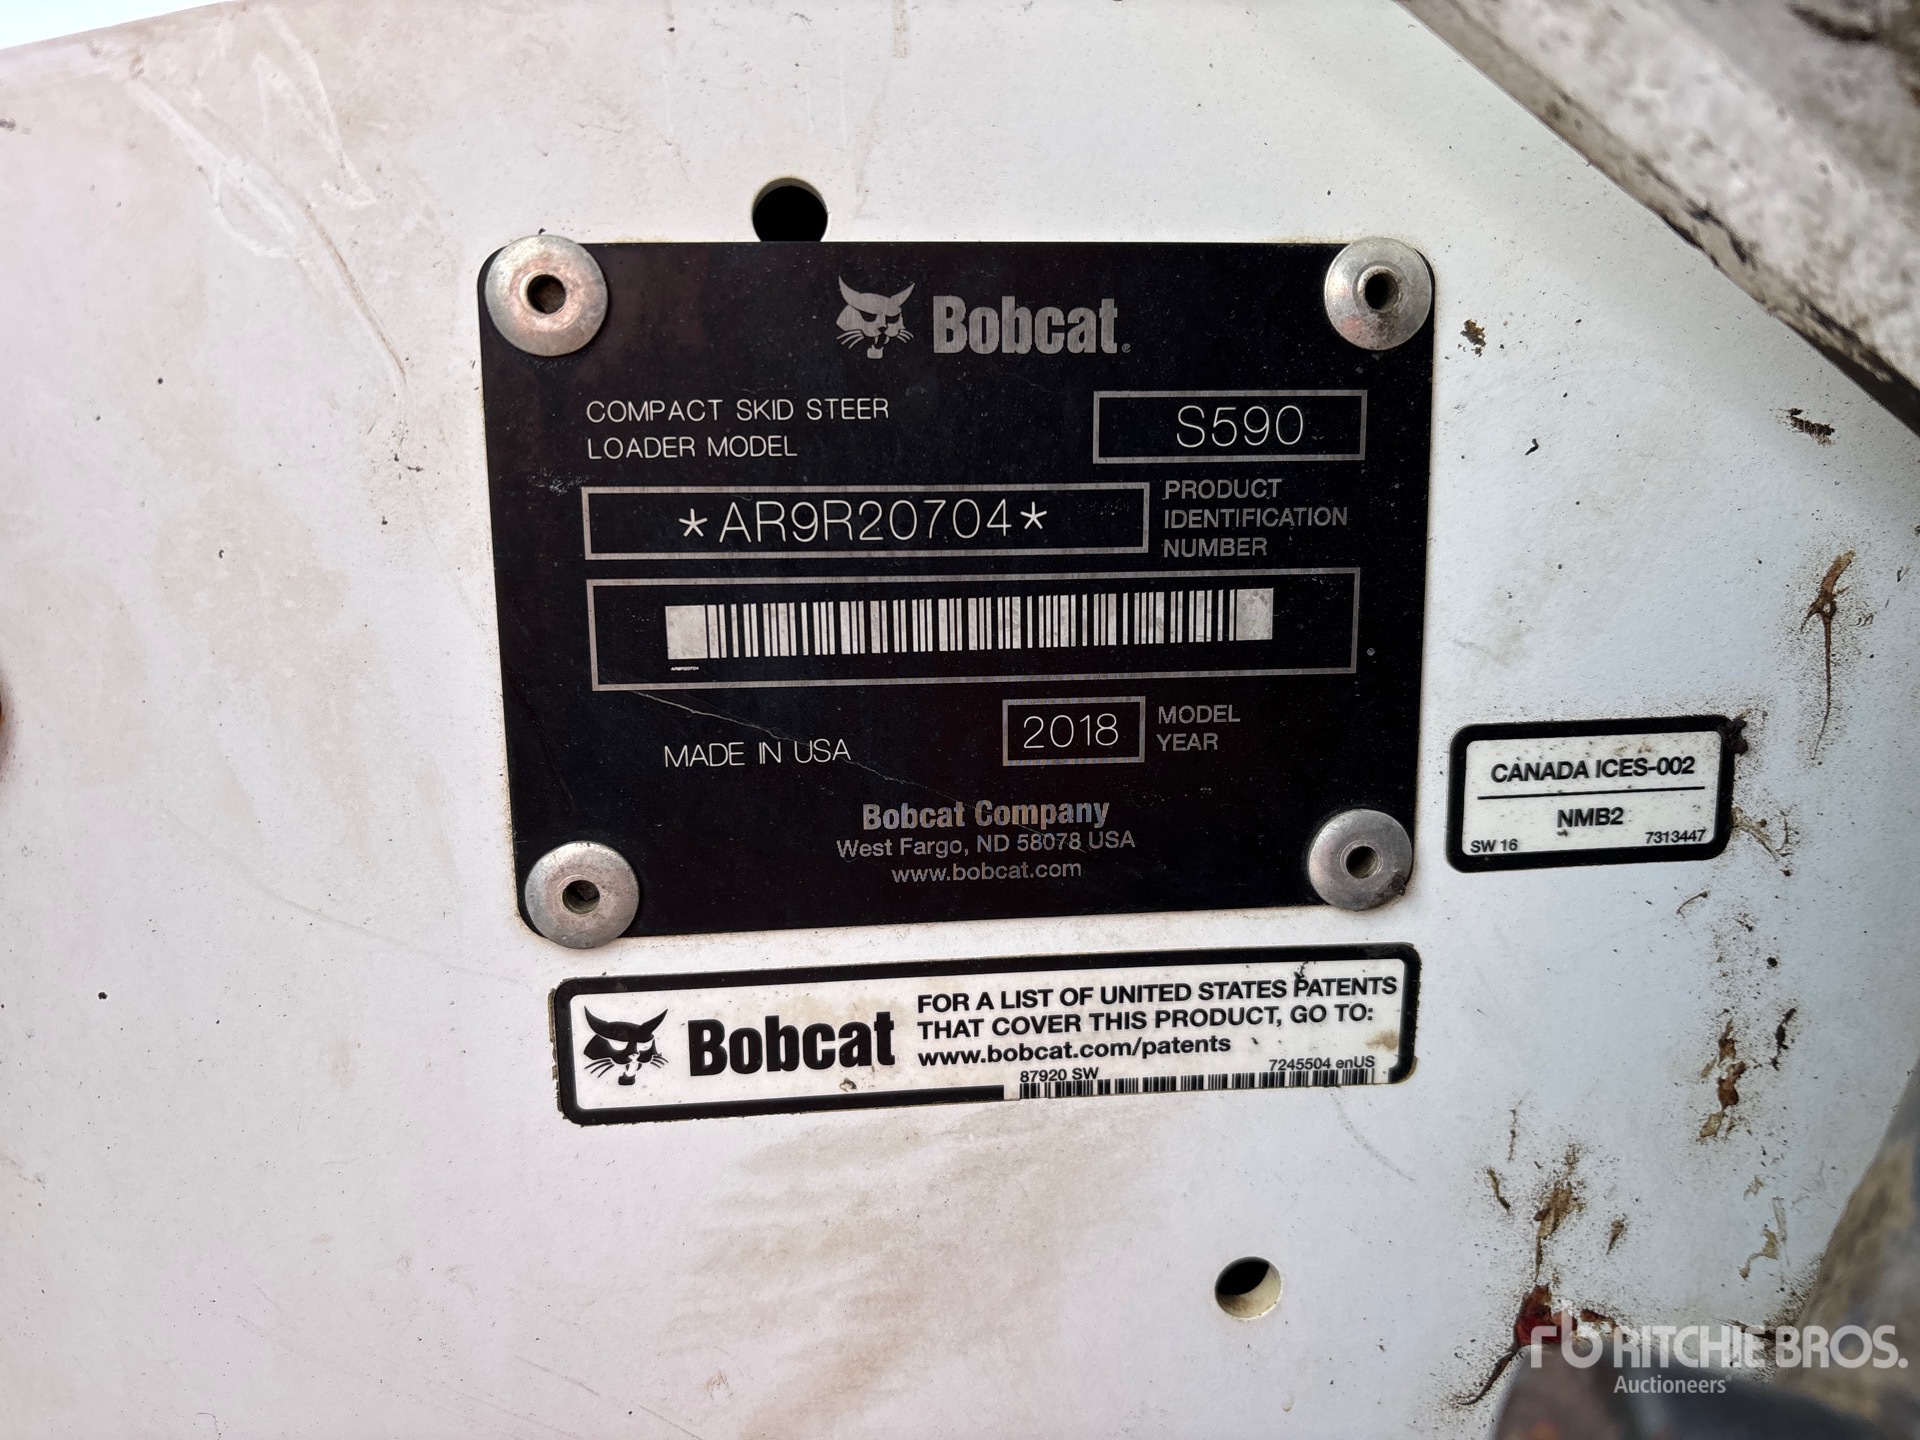 Bobcat®
COMPACT SKID STEER
LOADER MODEL
S590
*AR9R20704*
PRODUCT
IDENTIFICATION
NUMBER
AR9R20704
MADE IN USA
2018
MODEL
YEAR
Bobcat Company
West Fargo, ND 58078 USA
www.bobcat.com
CANADA ICES-002
NMB2
SW 16
7313447
Bobcat
FOR A LIST OF UNITED STATES PATENTS
THAT COVER THIS PRODUCT, GO TO:
www.bobcat.com/patents
87920 SW
7245504 enUS
rb RITCHIE BROS.
Auctioneers